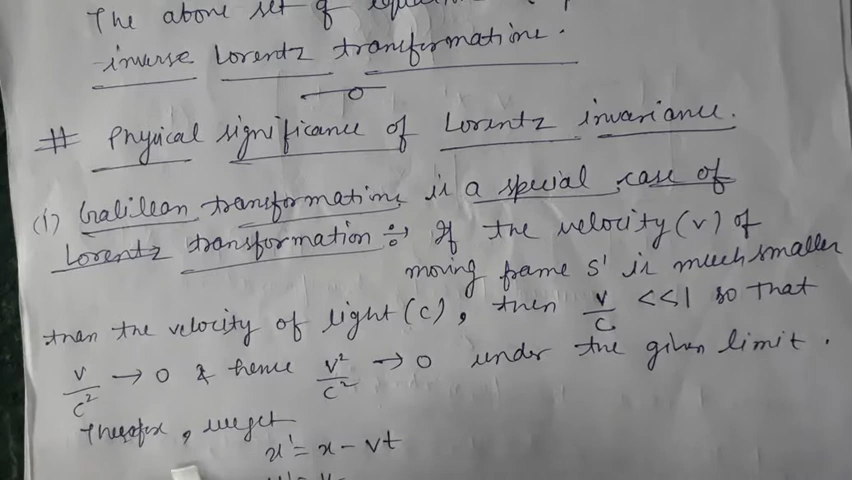 The above set of
inverse Lorentz transformations.
# Physical significance of Lorentz invariance.
(1) Galilean transformations is a special case of
Lorentz transformation :→ If the velocity (v) of
moving frame S' is much smaller
than the velocity of light (c), then v/c <<1 so that
v/c² → 0 & hence v²/c² → 0 under the given limit.
Therefore, we get
x' = x - vt